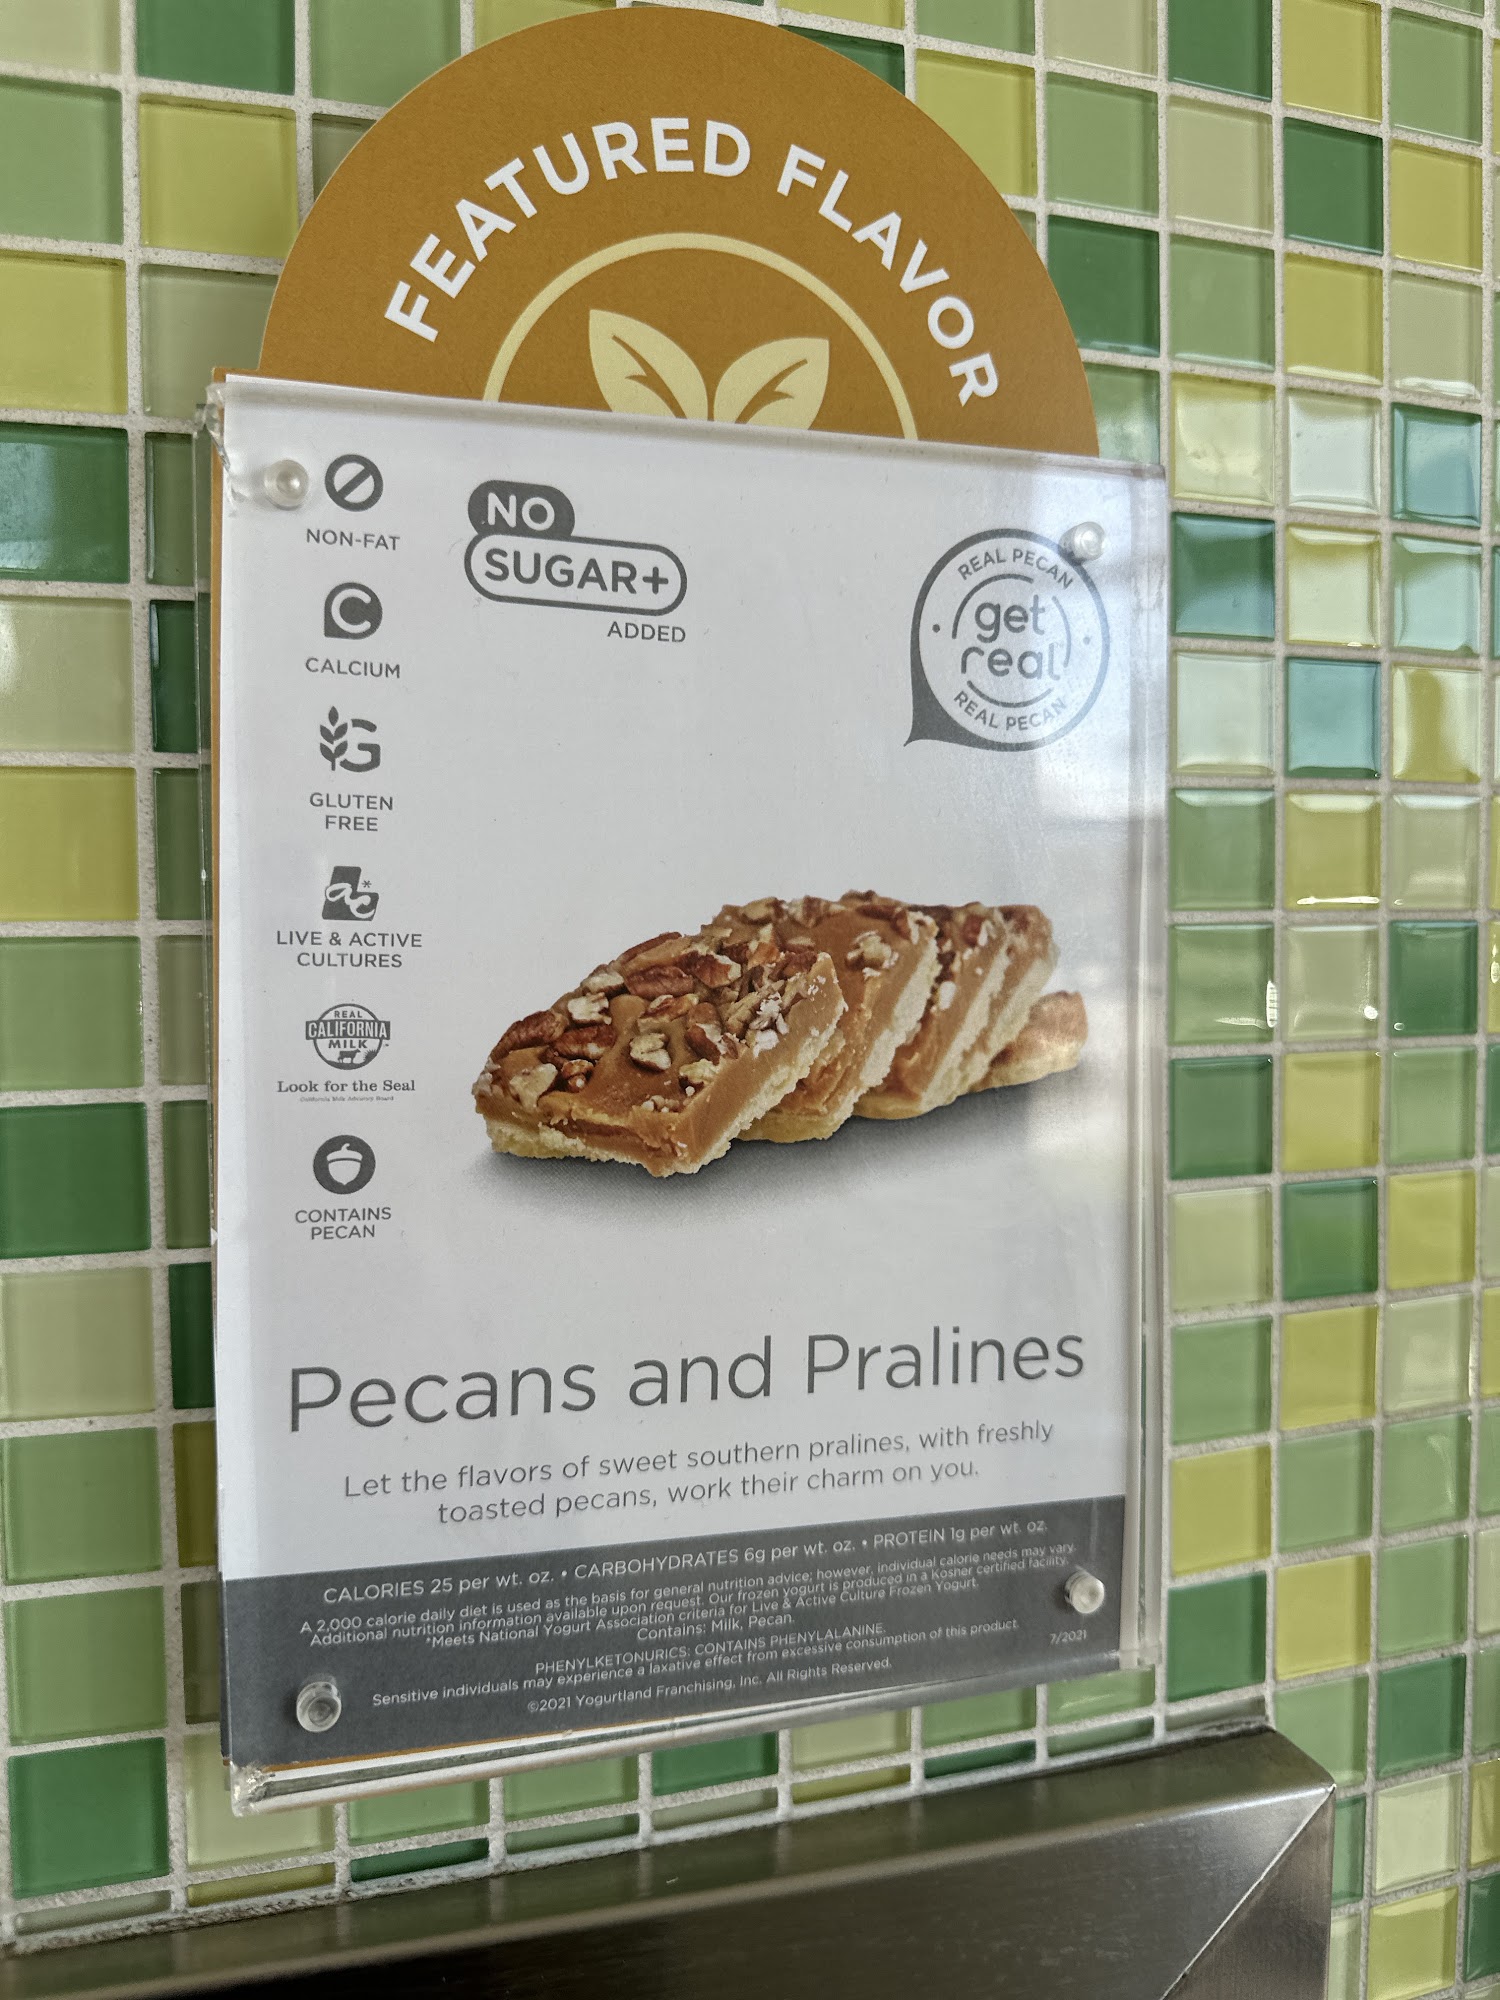 FEATURED FLAVOR
NON-FAT
CALCIUM
GLUTEN
FREE
LIVE & ACTIVE
CULTURES
REAL
CALIFORNIA
MILK
Look for the Seal
California Milk Advisory Board
CONTAINS
PECAN
NO
SUGAR+
ADDED
REAL PECAN
get
real
REAL PECAN
Pecans and Pralines
Let the flavors of sweet southern pralines, with freshly
toasted pecans, work their charm on you.
CALORIES 25 per wt. oz. • CARBOHYDRATES 6g per wt. oz. • PROTEIN 1g per wt. oz.
A 2,000 calorie daily diet is used as the basis for general nutrition advice; however, individual calorie needs may vary.
Additional nutrition information available upon request. Our frozen yogurt is produced in a Kosher certified facility.
*Meets National Yogurt Association criteria for Live & Active Culture Frozen Yogurt.
Contains: Milk, Pecan.
PHENYLKETONURICS: CONTAINS PHENYLALANINE.
Sensitive individuals may experience a laxative effect from excessive consumption of this product.
©2021 Yogurtland Franchising, Inc. All Rights Reserved.
7/2021